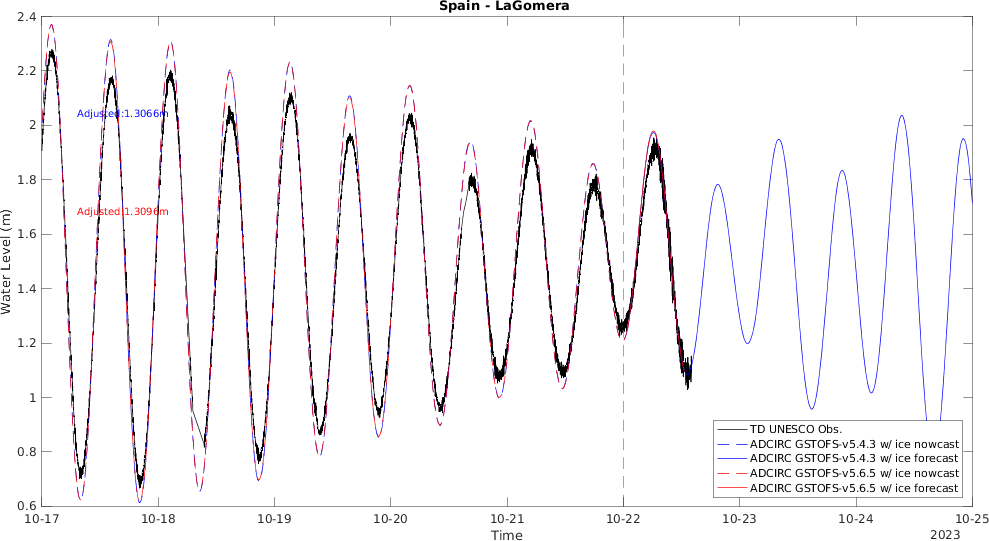 Spain - LaGomera
2.4
2.2
2
1.8
1.6
1.4
1.2
1
0.8
0.6
Water Level (m)
Adjusted:1.3066m
Adjusted:1.3096m
TD UNESCO Obs.
ADCIRC GSTOFS-v5.4.3 w/ ice nowcast
ADCIRC GSTOFS-v5.4.3 w/ ice forecast
ADCIRC GSTOFS-v5.6.5 w/ ice nowcast
ADCIRC GSTOFS-v5.6.5 w/ ice forecast
10-17 10-18 10-19 10-20 10-21 10-22 10-23 10-24 10-25
Time
2023